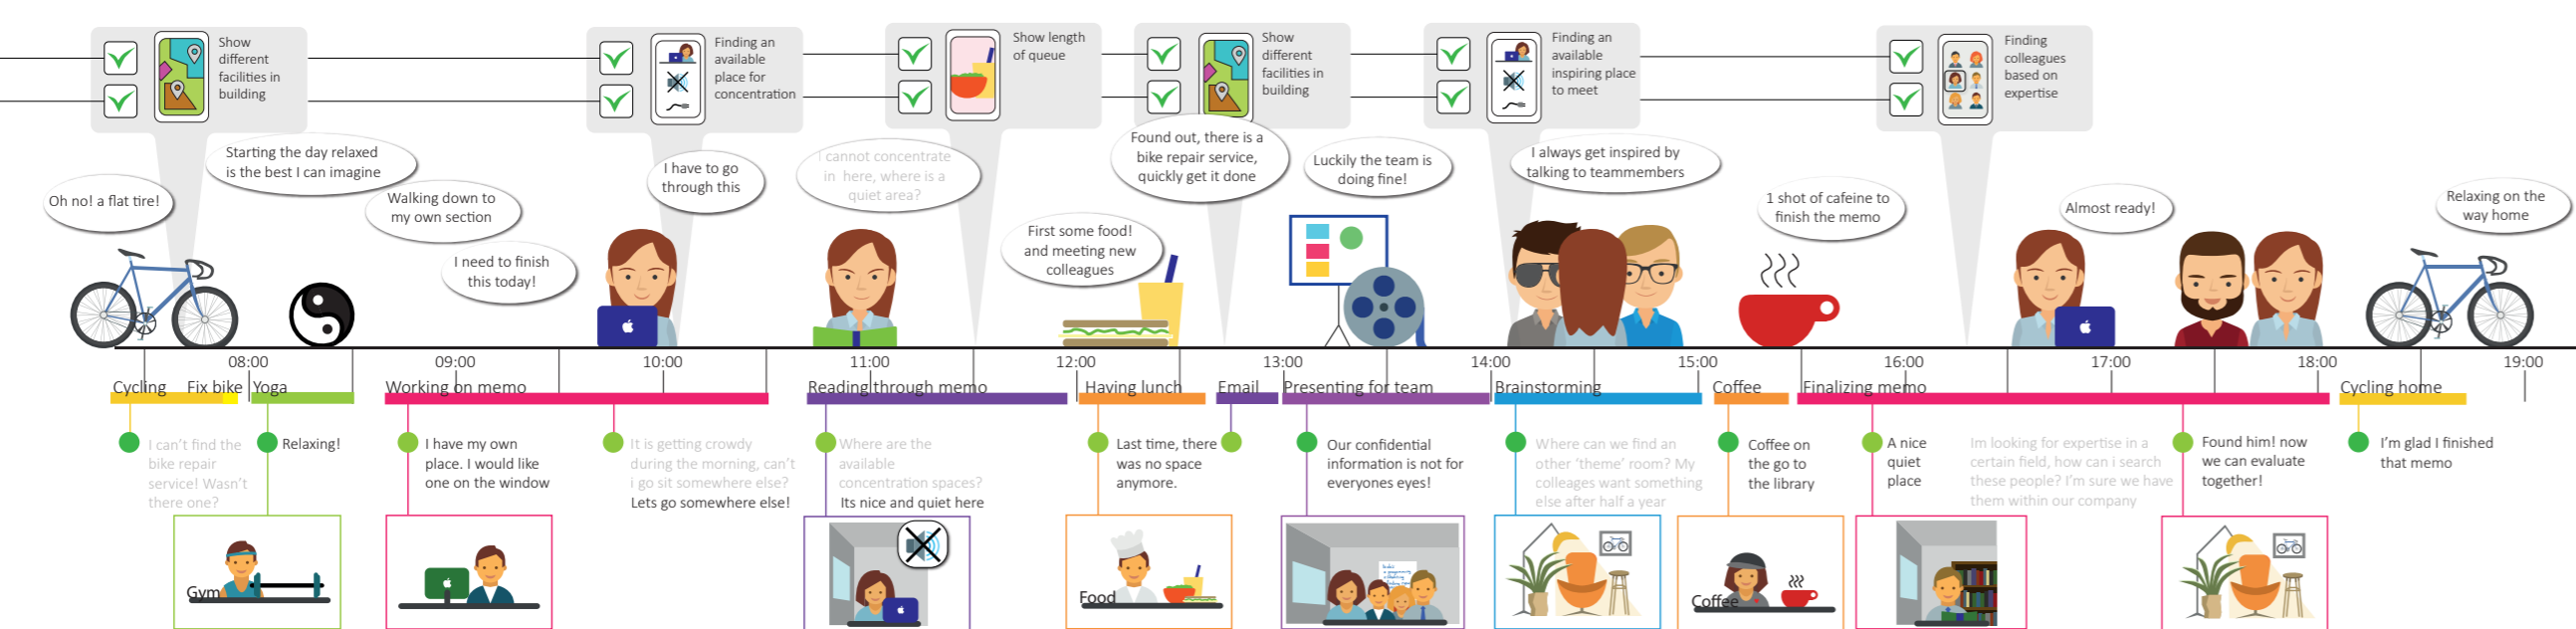 Show
different
facilities in
building
Finding an
available
place for
concentration
Show length
of queue
Show
different
facilities in
building
Finding an
available
inspiring place
to meet
Finding
colleagues
based on
expertise
Oh no! a flat tire!
Starting the day relaxed
is the best I can imagine
Walking down to
my own section
I need to finish
this today!
I have to go
through this
I cannot concentrate
in here, where is a
quiet area?
First some food!
and meeting new
colleagues
Found out, there is a
bike repair service,
quickly get it done
Luckily the team is
doing fine!
I always get inspired by
talking to teammembers
1 shot of cafeine to
finish the memo
Almost ready!
Relaxing on the
way home
08:00
09:00
10:00
11:00
12:00
13:00
14:00
15:00
16:00
17:00
18:00
19:00
Cycling
Fix bike
Yoga
Working on memo
Reading through memo
Having lunch
Email
Presenting for team
Brainstorming
Coffee
Finalizing memo
Cycling home
I can't find the
bike repair
service! Wasn't
there one?
Relaxing!
I have my own
place. I would like
one on the window
It is getting crowdy
during the morning, can't
i go sit somewhere else?
Lets go somewhere else!
Where are the
available
concentration spaces?
Its nice and quiet here
Last time, there
was no space
anymore.
Our confidential
information is not for
everyones eyes!
Where can we find an
other 'theme' room? My
colleages want something
else after half a year
Coffee on
the go to
the library
A nice
quiet
place
Im looking for expertise in a
certain field, how can i search
these people? I'm sure we have
them within our company
Found him! now
we can evaluate
together!
I'm glad I finished
that memo
Gym
Food
Coffee